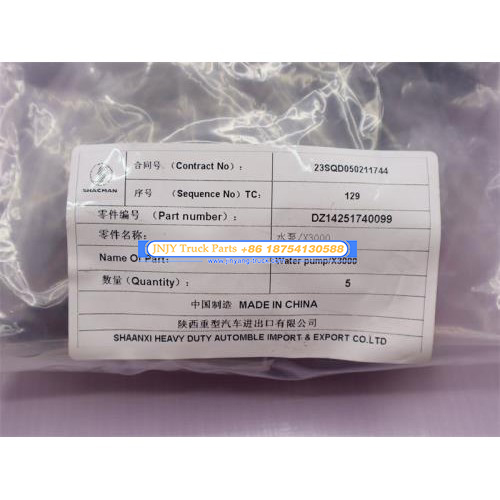 合同号.（Contract No）: 23SQD050211744
SHACMAN
序号 （Sequence No）TC: 129
零件编号 （Part number）: DZ14251740099
零件名称: 水泵/X3000
JNJY Truck Parts +86 18754130588
Name Of Part: Water pump/X3000
数量（Quantity）: 5
中国制造 MADE IN CHINA
陕西重型汽车进出口有限公司
SHAANXI HEAVY DUTY AUTOMBLE IMPORT & EXPORT CO.LTD